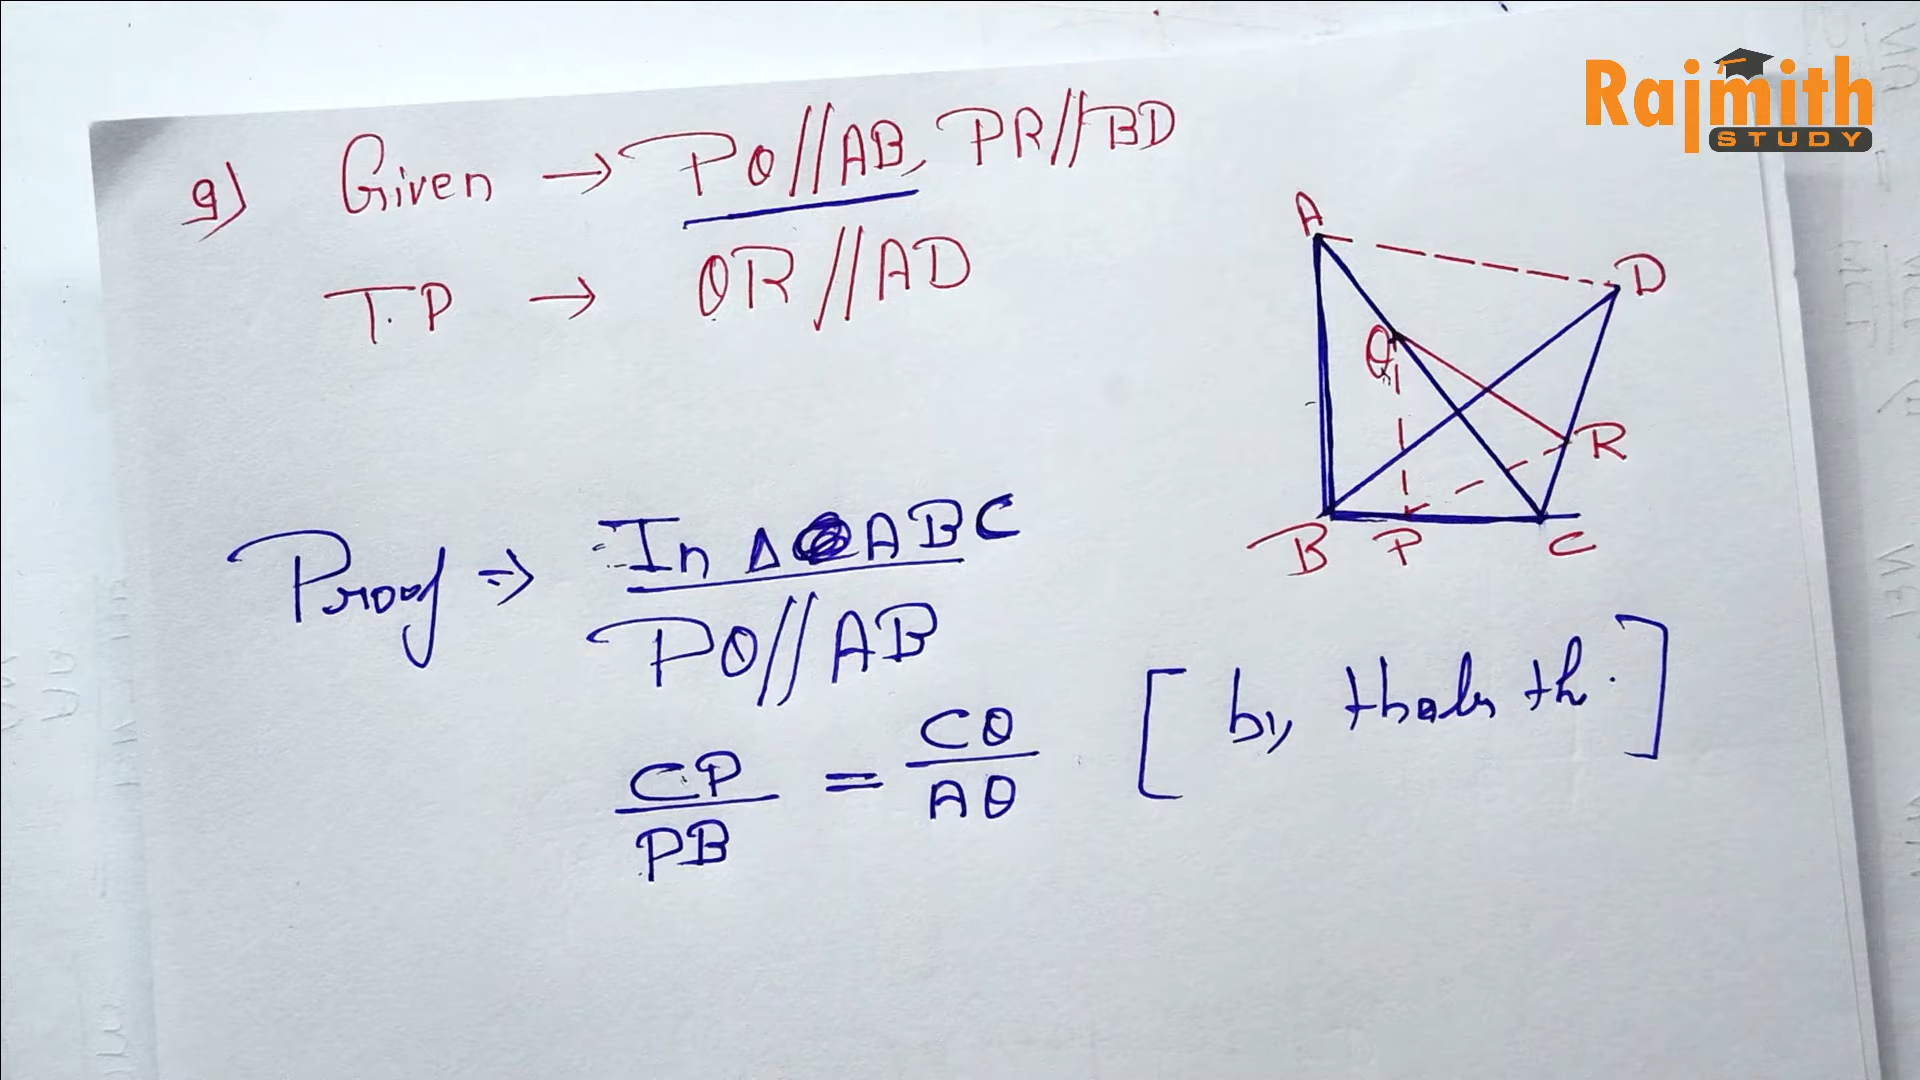 Rajmith
STUDY
9) Given → PQ//AB, PR//BD
T.P → QR//AD
A
D
Q
R
B P C
Proof ⇒ In Δ ABC
PQ//AB
CP/PB = CQ/AQ [by thales th.]